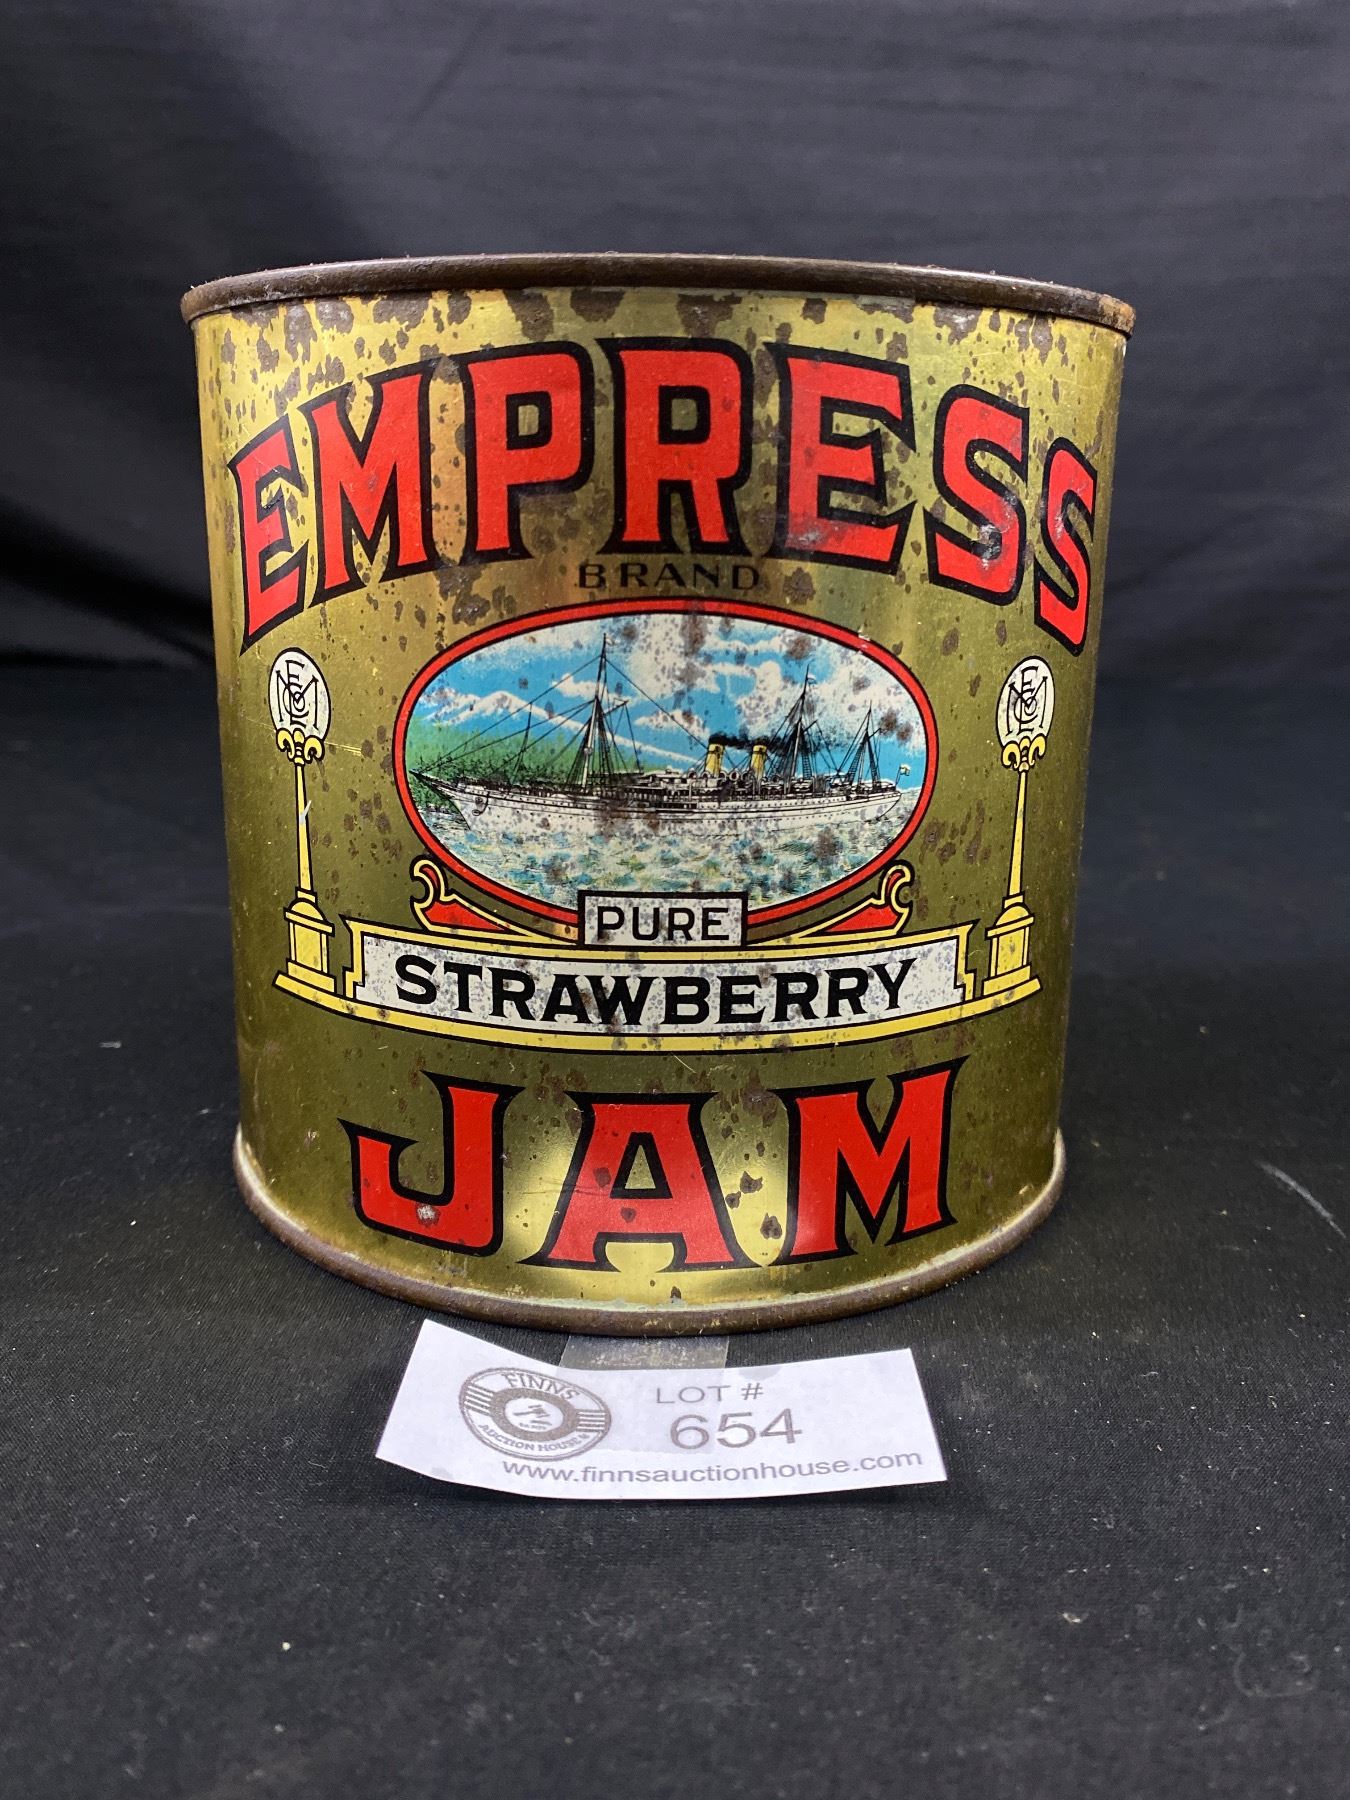 EMPRESS
BRAND
PURE
STRAWBERRY
JAM
FINNS
AUCTION HOUSE
LOT #
654
www.finnsauctionhouse.com